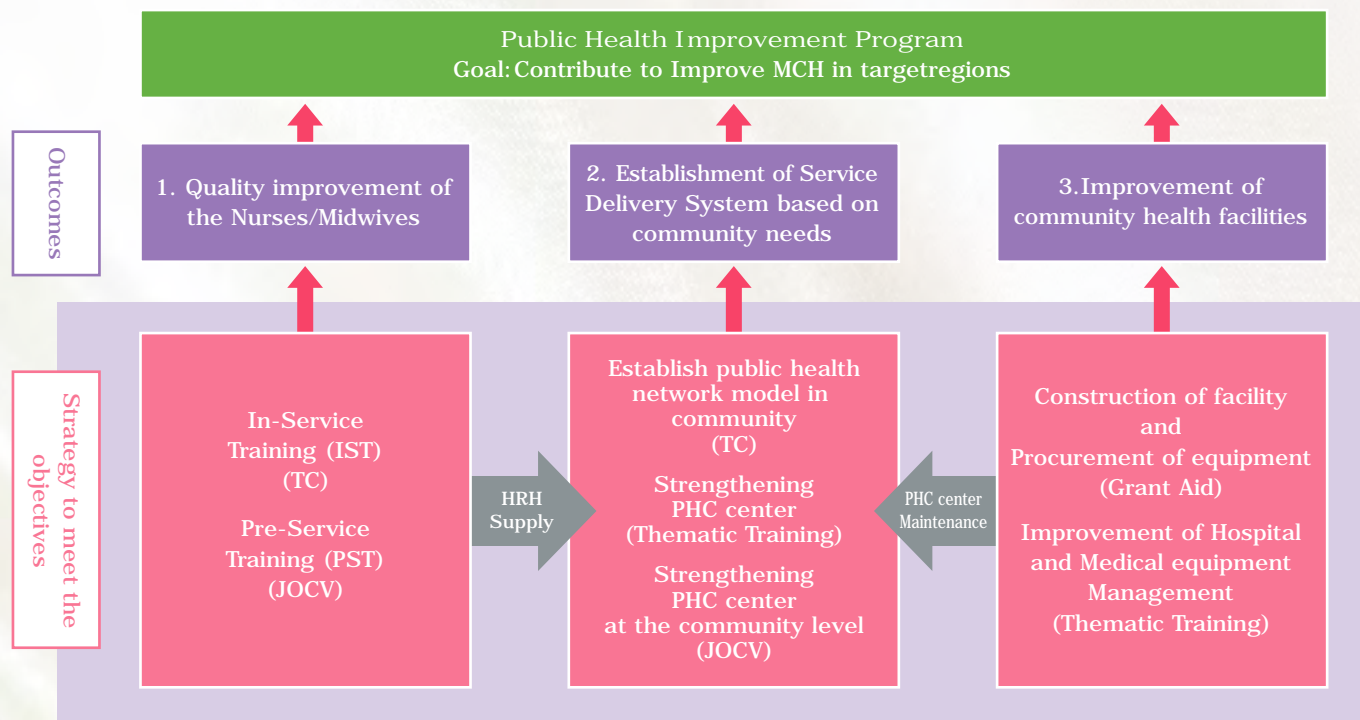 Public Health Improvement Program
Goal: Contribute to Improve MCH in targetregions
Outcomes
1. Quality improvement of
the Nurses/Midwives
2. Establishment of Service
Delivery System based on
community needs
3.Improvement of
community health facilities
Strategy to meet the
objectives
In-Service
Training (IST)
(TC)
Pre-Service
Training (PST)
(JOCV)
HRH
Supply
Establish public health
network model in
community
(TC)
Strengthening
PHC center
(Thematic Training)
Strengthening
PHC center
at the community level
(JOCV)
PHC center
Maintenance
Construction of facility
and
Procurement of equipment
(Grant Aid)
Improvement of Hospital
and Medical equipment
Management
(Thematic Training)